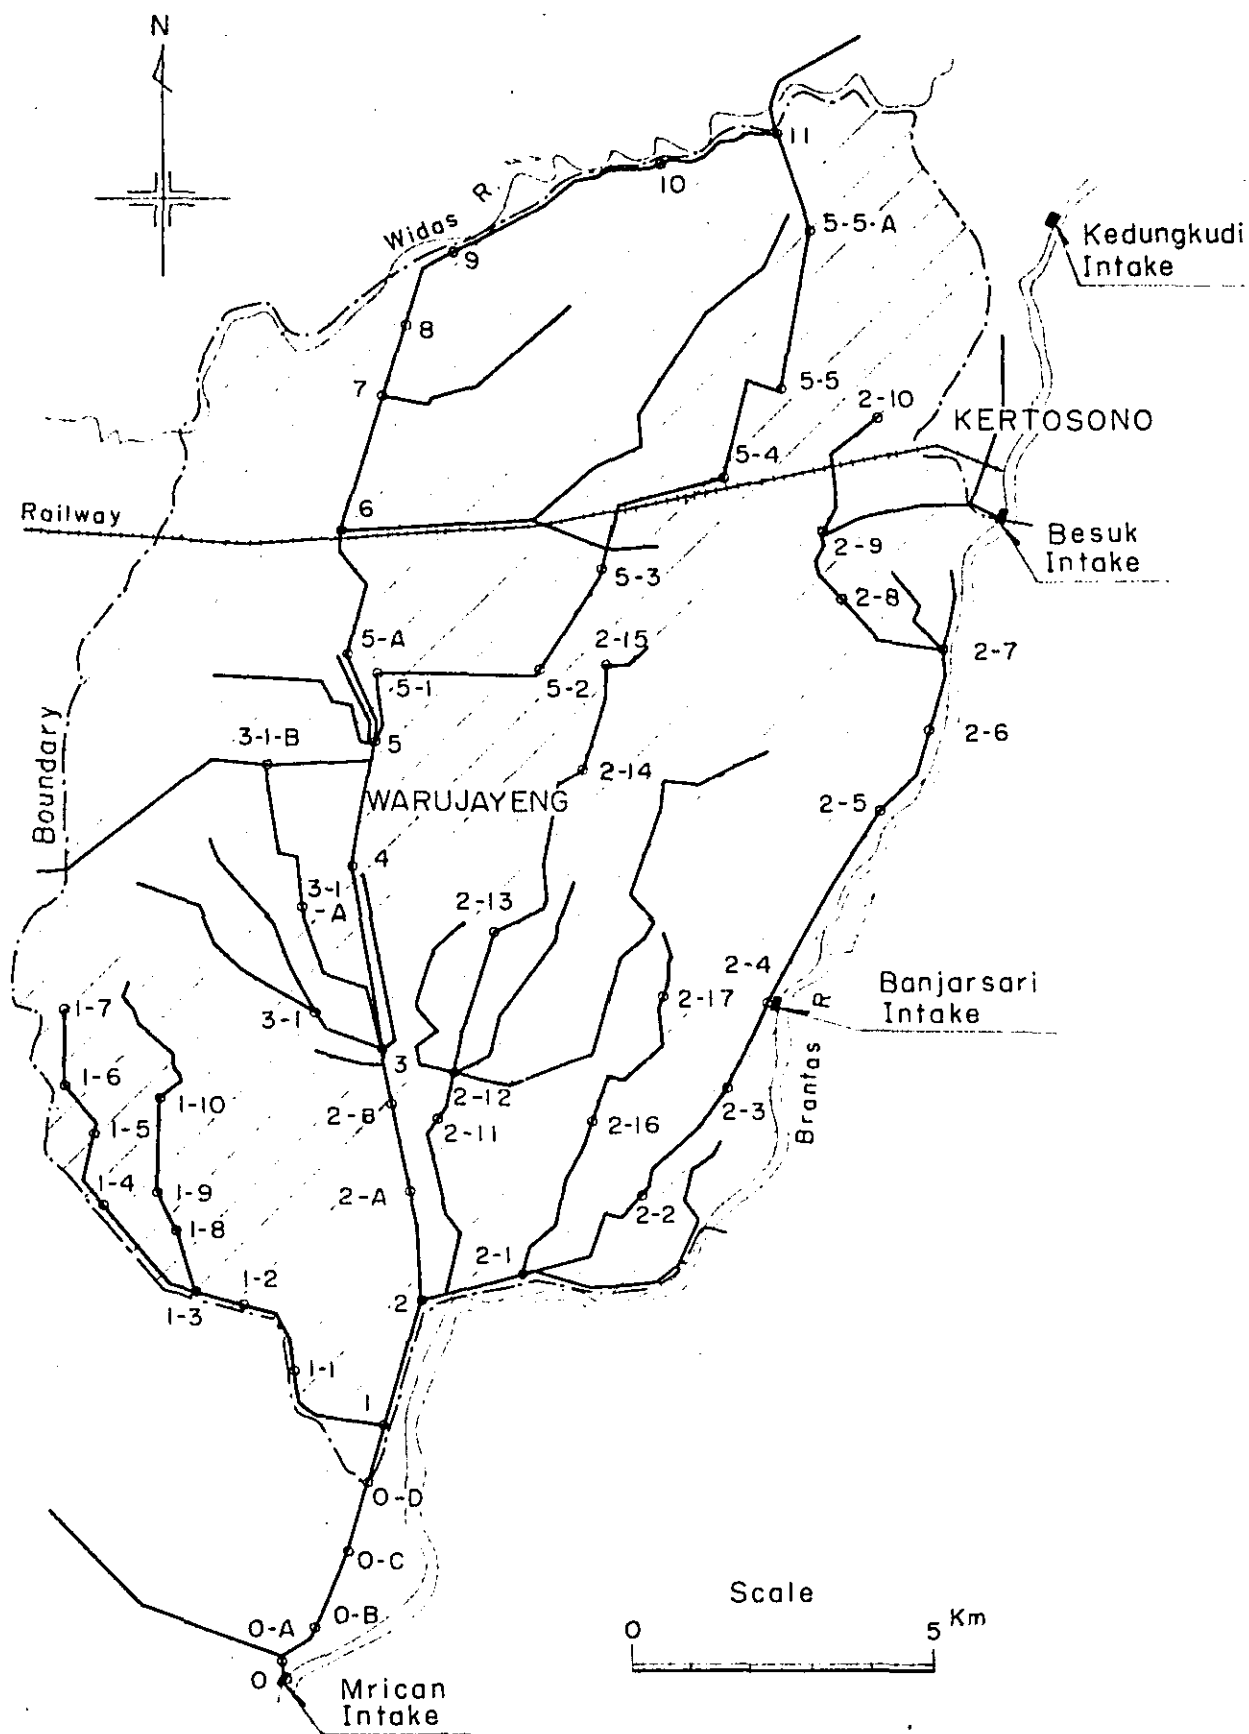 N
11
10
Widas R.
5-5-A
Kedungkudi
Intake
9
8
7
5-5
2-10
KERTOSONO
5-4
Railway
6
2-9
Besuk
Intake
5-3
2-8
5-A
2-15
2-7
5-1
5-2
3-1-B
5
2-6
2-14
Boundary
WARUJAYENG
2-5
4
3-1
-A
2-13
2-4
Banjarsari
Intake
1-7
3-1
2-17
R
3
1-6
1-10
2-12
2-B
2-11
2-3
Brantas
1-5
2-16
1-4
1-9
2-A
2-2
1-8
2-1
1-2
1-3
2
1-1
1
0-D
0-C
Scale
0-A
0-B
0
5 Km
0
Mrican
Intake